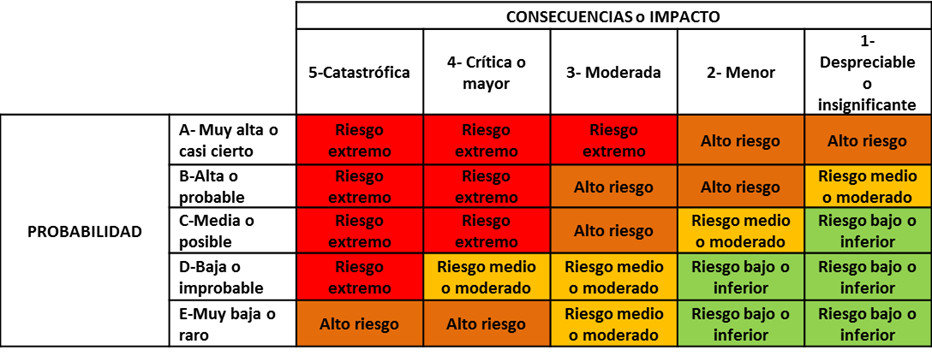 CONSECUENCIAS o IMPACTO
5-Catastrófica
4- Crítica o
mayor
3- Moderada
2- Menor
1-
Despreciable
o
insignificante
PROBABILIDAD
A- Muy alta o
casi cierto
Riesgo
extremo
Riesgo
extremo
Riesgo
extremo
Alto riesgo
Alto riesgo
B-Alta o
probable
Riesgo
extremo
Riesgo
extremo
Alto riesgo
Alto riesgo
Riesgo medio
o moderado
C-Media o
posible
Riesgo
extremo
Riesgo
extremo
Alto riesgo
Riesgo medio
o moderado
Riesgo bajo o
inferior
D-Baja o
improbable
Riesgo
extremo
Riesgo medio
o moderado
Riesgo medio
o moderado
Riesgo bajo o
inferior
Riesgo bajo o
inferior
E-Muy baja o
raro
Alto riesgo
Alto riesgo
Riesgo medio
o moderado
Riesgo bajo o
inferior
Riesgo bajo o
inferior